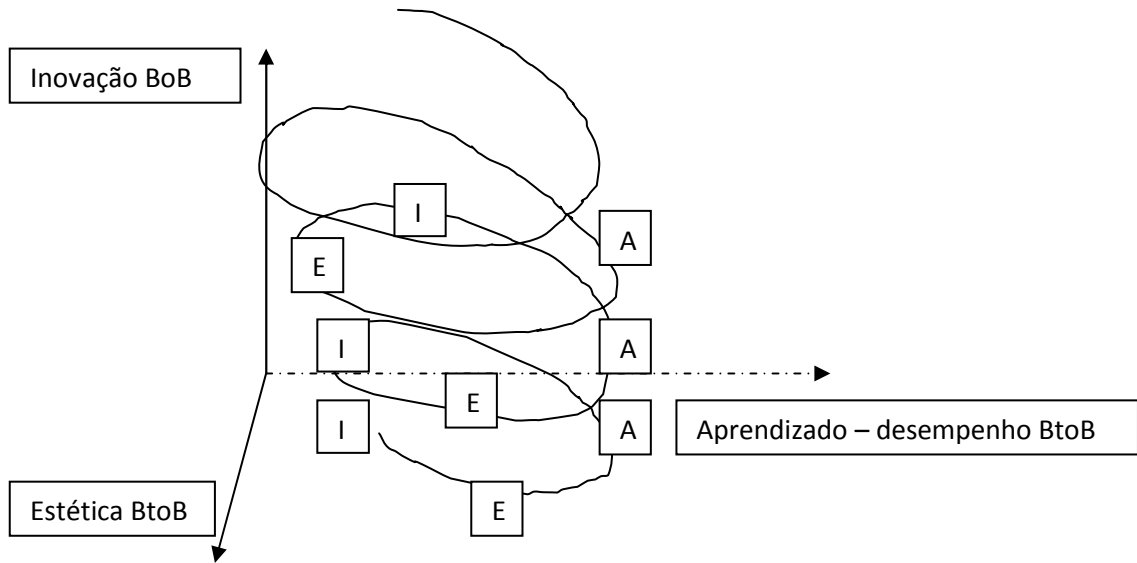 Inovação BoB
I
A
E
I
A
E
I
A
Aprendizado – desempenho BtoB
Estética BtoB
E